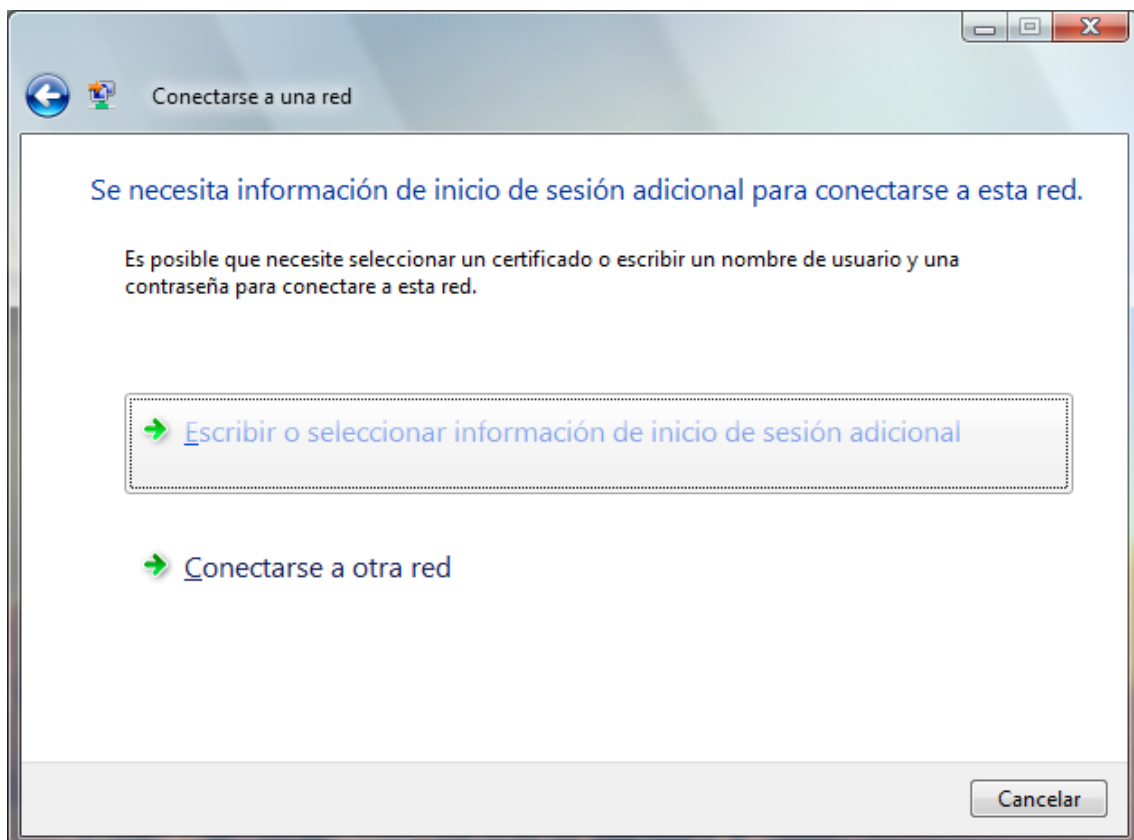 Conectarse a una red
Se necesita información de inicio de sesión adicional para conectarse a esta red.
Es posible que necesite seleccionar un certificado o escribir un nombre de usuario y una
contraseña para conectare a esta red.
Escribir o seleccionar información de inicio de sesión adicional
Conectarse a otra red
Cancelar